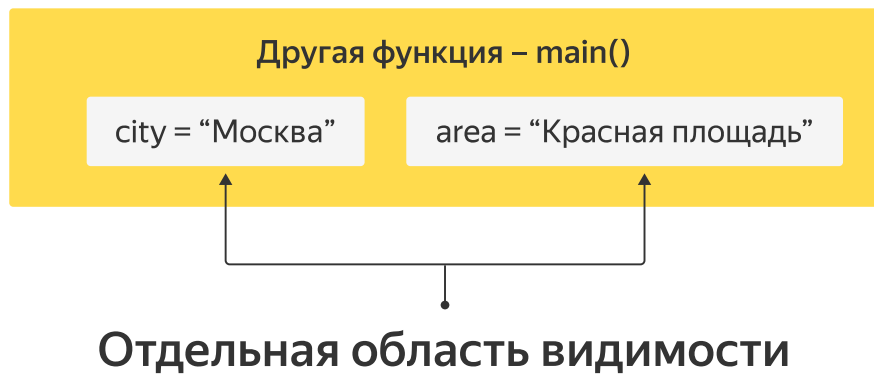 Другая функция – main()
city = “Москва”
area = “Красная площадь”
Отдельная область видимости